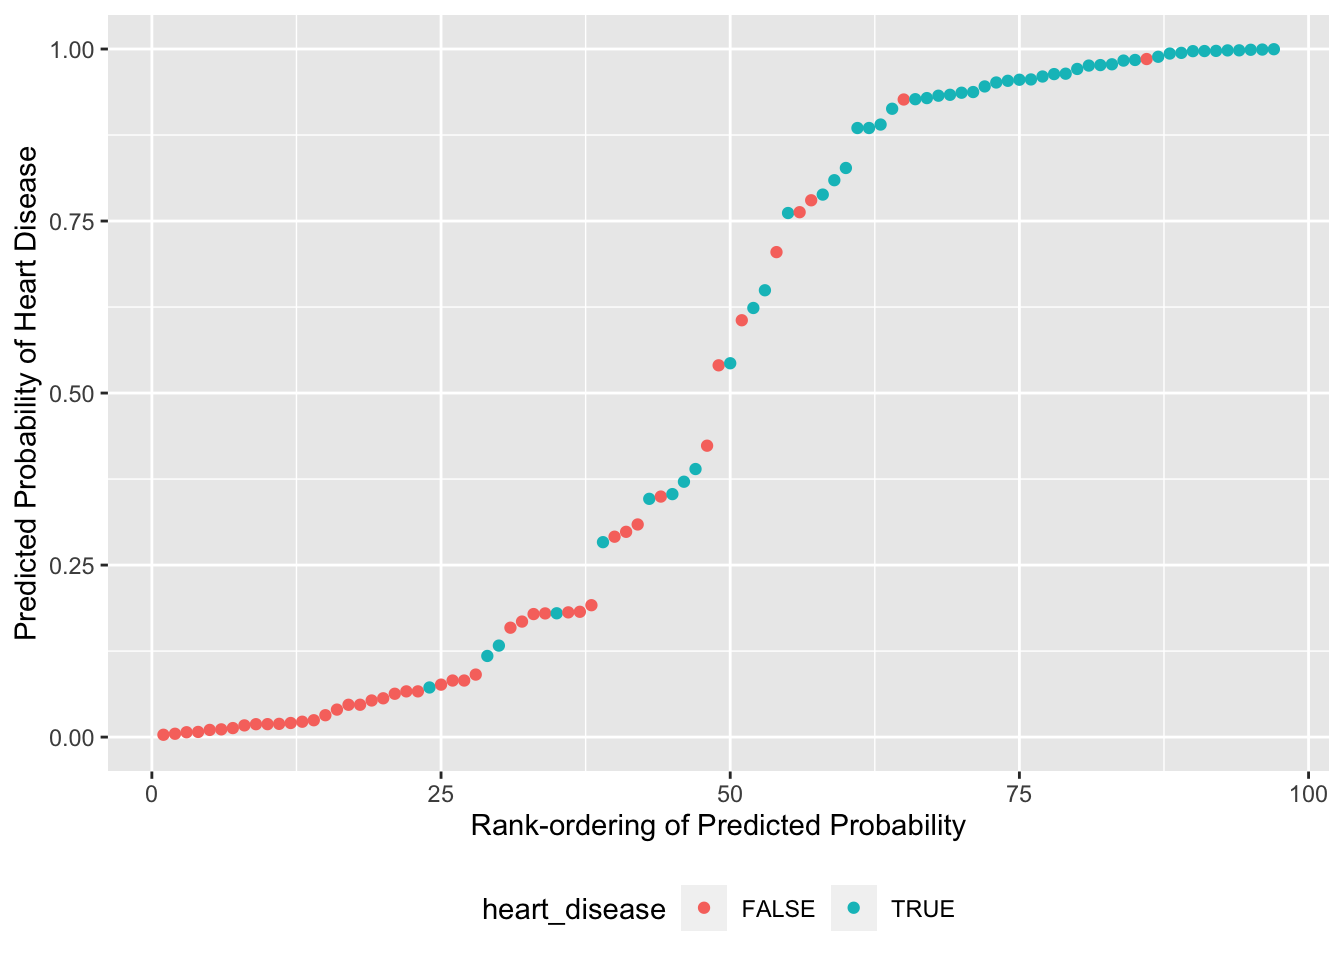 Predicted Probability of Heart Disease
1.00
0.75
0.50
0.25
0.00
0 25 50 75 100
Rank-ordering of Predicted Probability
heart_disease FALSE TRUE